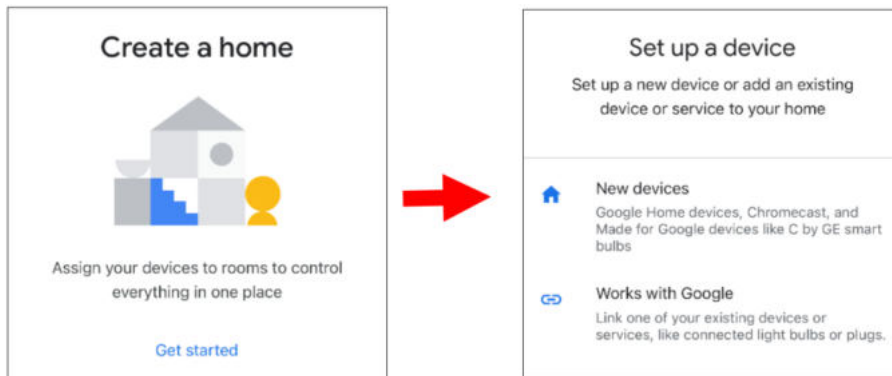 Create a home
Assign your devices to rooms to control
everything in one place
Get started
Set up a device
Set up a new device or add an existing
device or service to your home
New devices
Google Home devices, Chromecast, and
Made for Google devices like C by GE smart
bulbs
Works with Google
Link one of your existing devices or
services, like connected light bulbs or plugs.